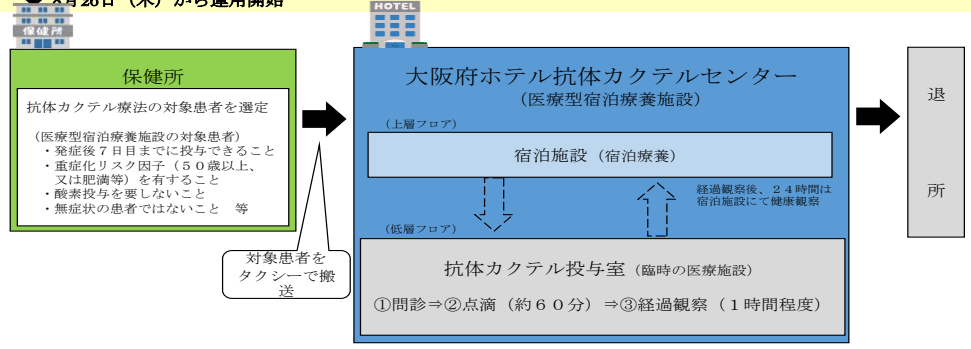 ● 8月26日（木）から運用開始
保健所
HOTEL
保健所
抗体カクテル療法の対象患者を選定
（医療型宿泊療養施設の対象患者）
・発症後７日目までに投与できること
・重症化リスク因子（５０歳以上、
又は肥満等）を有すること
・酸素投与を要しないこと
・無症状の患者ではないこと　等
対象患者を
タクシーで搬
送
大阪府ホテル抗体カクテルセンター
（医療型宿泊療養施設）
（上層フロア）
宿泊施設（宿泊療養）
経過観察後、２４時間は
宿泊施設にて健康観察
（低層フロア）
抗体カクテル投与室（臨時の医療施設）
①問診⇒②点滴（約６０分）⇒③経過観察（１時間程度）
退
所